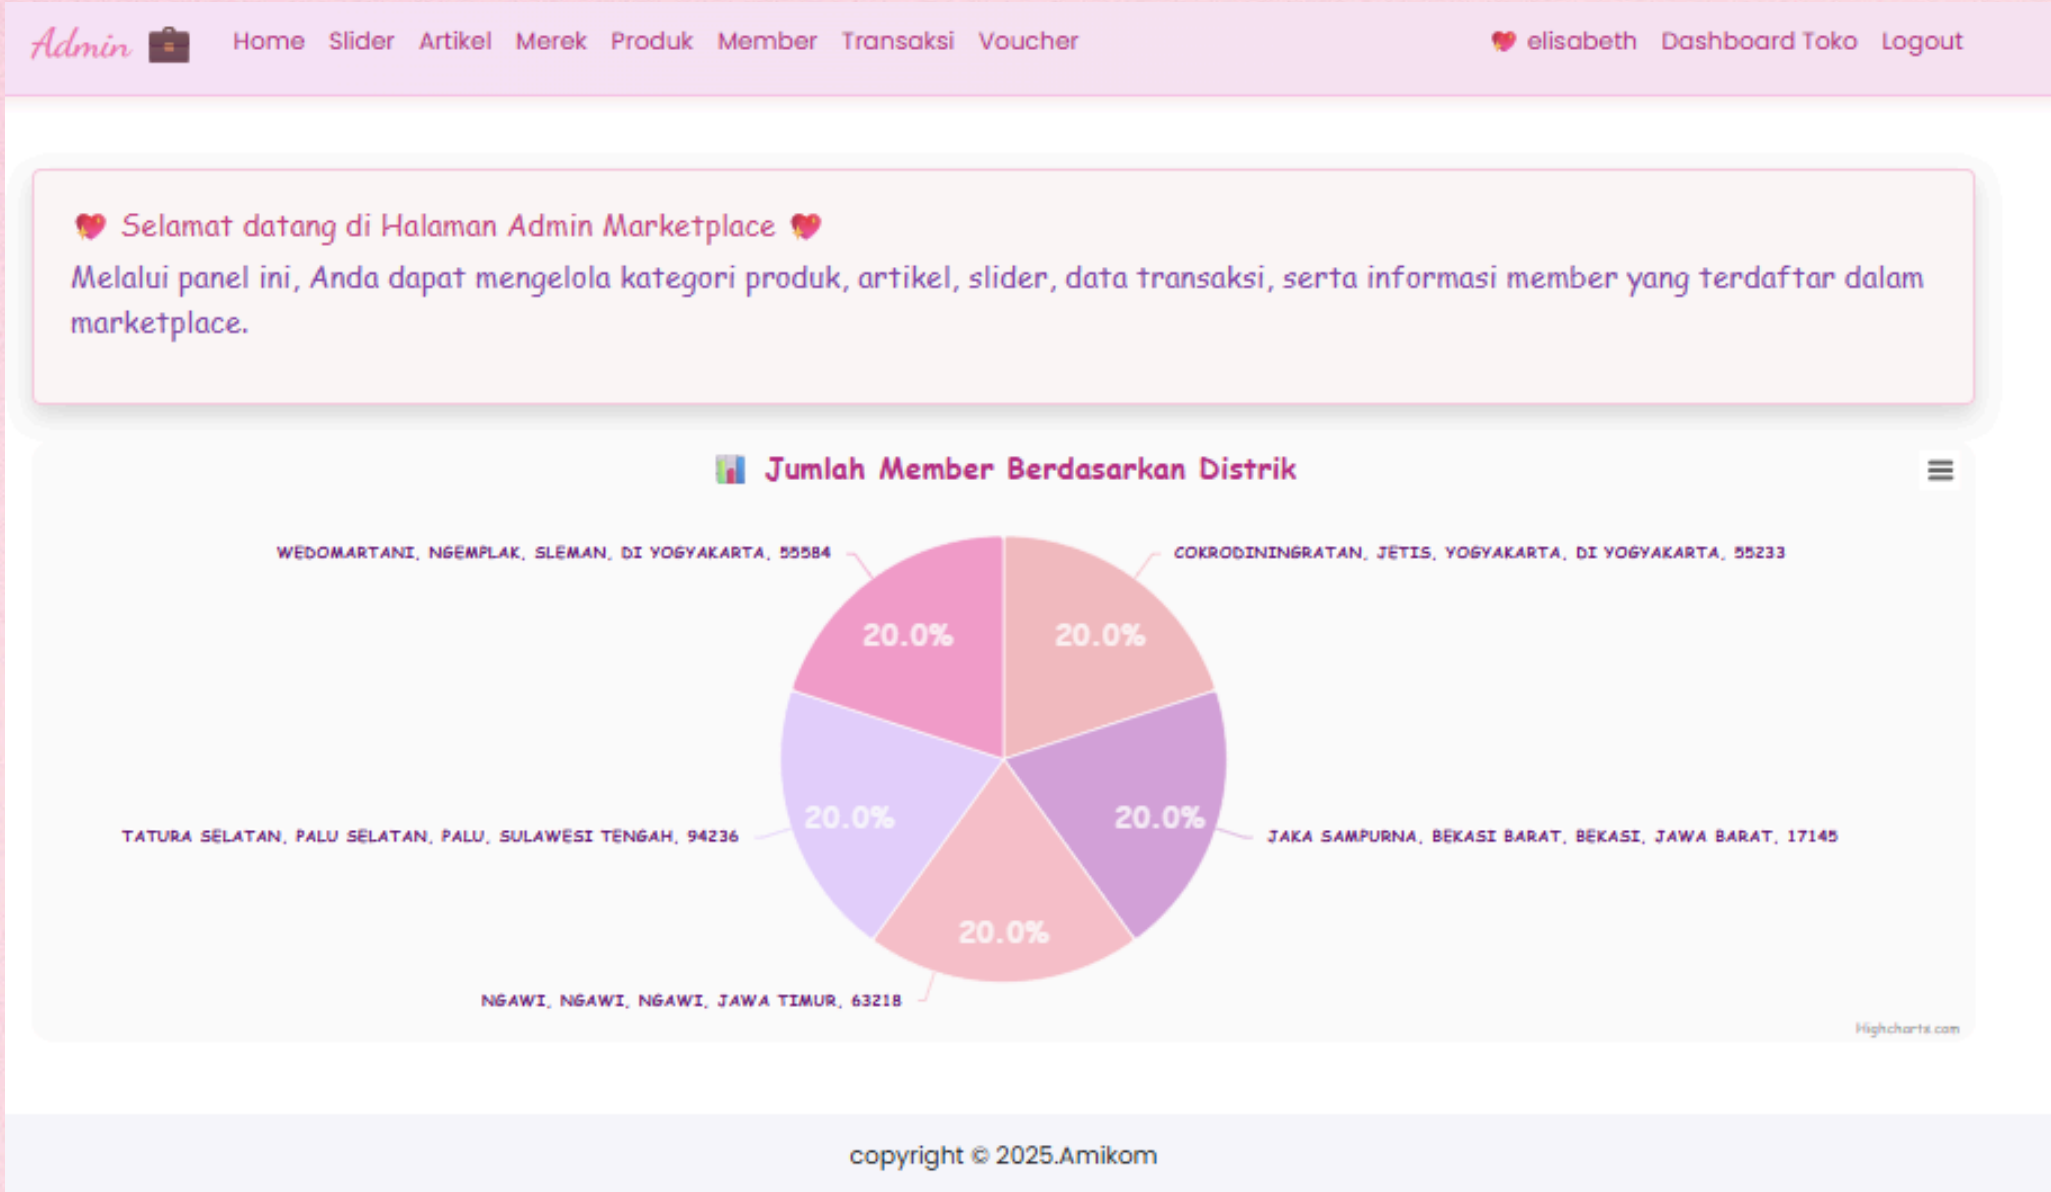 Admin Home Slider Artikel Merek Produk Member Transaksi Voucher elisabeth Dashboard Toko Logout
Selamat datang di Halaman Admin Marketplace
Melalui panel ini, Anda dapat mengelola kategori produk, artikel, slider, data transaksi, serta informasi member yang terdaftar dalam
marketplace.
Jumlah Member Berdasarkan Distrik
WEDOMARTANI, NGEMPLAK, SLEMAN, DI YOGYAKARTA, 55584
COKRODININGRATAN, JETIS, YOGYAKARTA, DI YOGYAKARTA, 55233
20.0%
20.0%
20.0%
20.0%
TATURA SELATAN, PALU SELATAN, PALU, SULAWESI TENGAH, 94236
JAKA SAMPURNA, BEKASI BARAT, BEKASI, JAWA BARAT, 17145
20.0%
NGAWI, NGAWI, NGAWI, JAWA TIMUR, 63218
Highcharts.com
copyright © 2025.Amikom